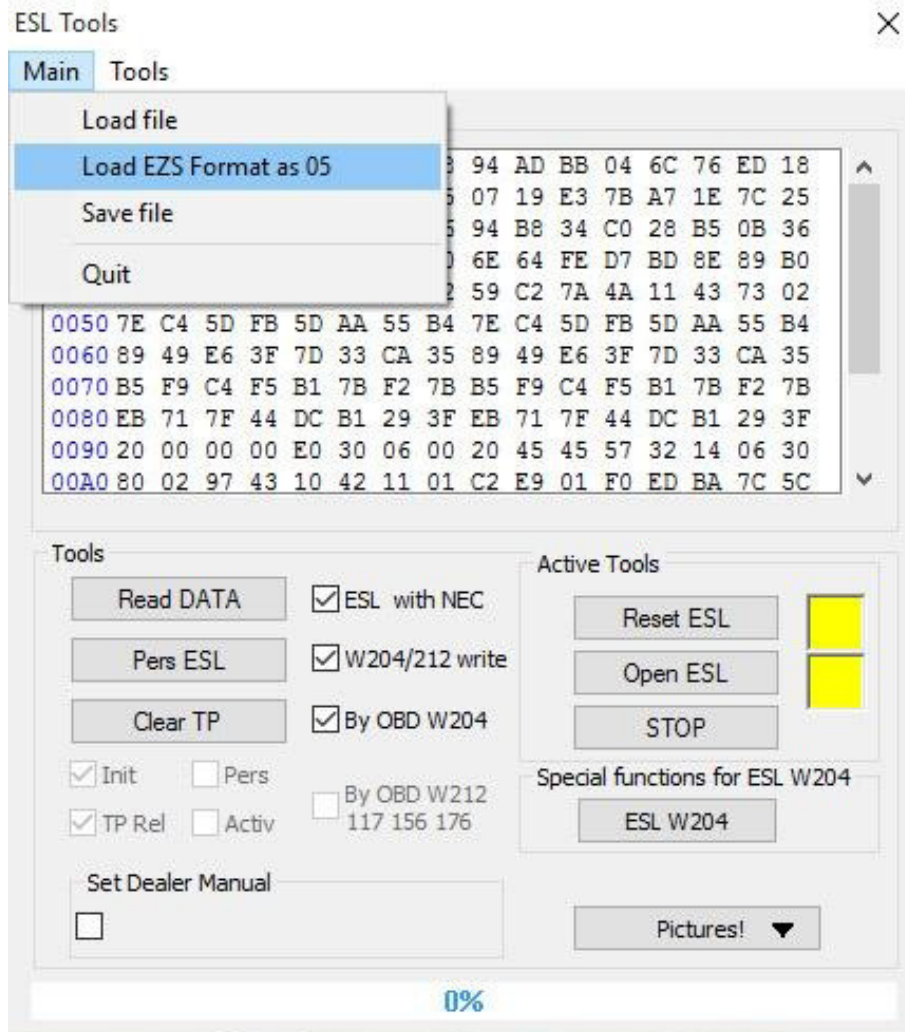 ESL Tools
Main Tools
Load file
Load EZS Format as 05
Save file
Quit
94 AD BB 04 6C 76 ED 18
07 19 E3 7B A7 1E 7C 25
94 B8 34 C0 28 B5 0B 36
6E 64 FE D7 BD 8E 89 B0
59 C2 7A 4A 11 43 73 02
0050 7E C4 5D FB 5D AA 55 B4 7E C4 5D FB 5D AA 55 B4
0060 89 49 E6 3F 7D 33 CA 35 89 49 E6 3F 7D 33 CA 35
0070 B5 F9 C4 F5 B1 7B F2 7B B5 F9 C4 F5 B1 7B F2 7B
0080 EB 71 7F 44 DC B1 29 3F EB 71 7F 44 DC B1 29 3F
0090 20 00 00 00 E0 30 06 00 20 45 45 57 32 14 06 30
00A0 80 02 97 43 10 42 11 01 C2 E9 01 F0 ED BA 7C 5C
Tools
Read DATA
ESL with NEC
Pers ESL
W204/212 write
Clear TP
By OBD W204
Init
Pers
TP Rel
Activ
By OBD W212
117 156 176
Set Dealer Manual
Active Tools
Reset ESL
Open ESL
STOP
Special functions for ESL W204
ESL W204
Pictures!
0%